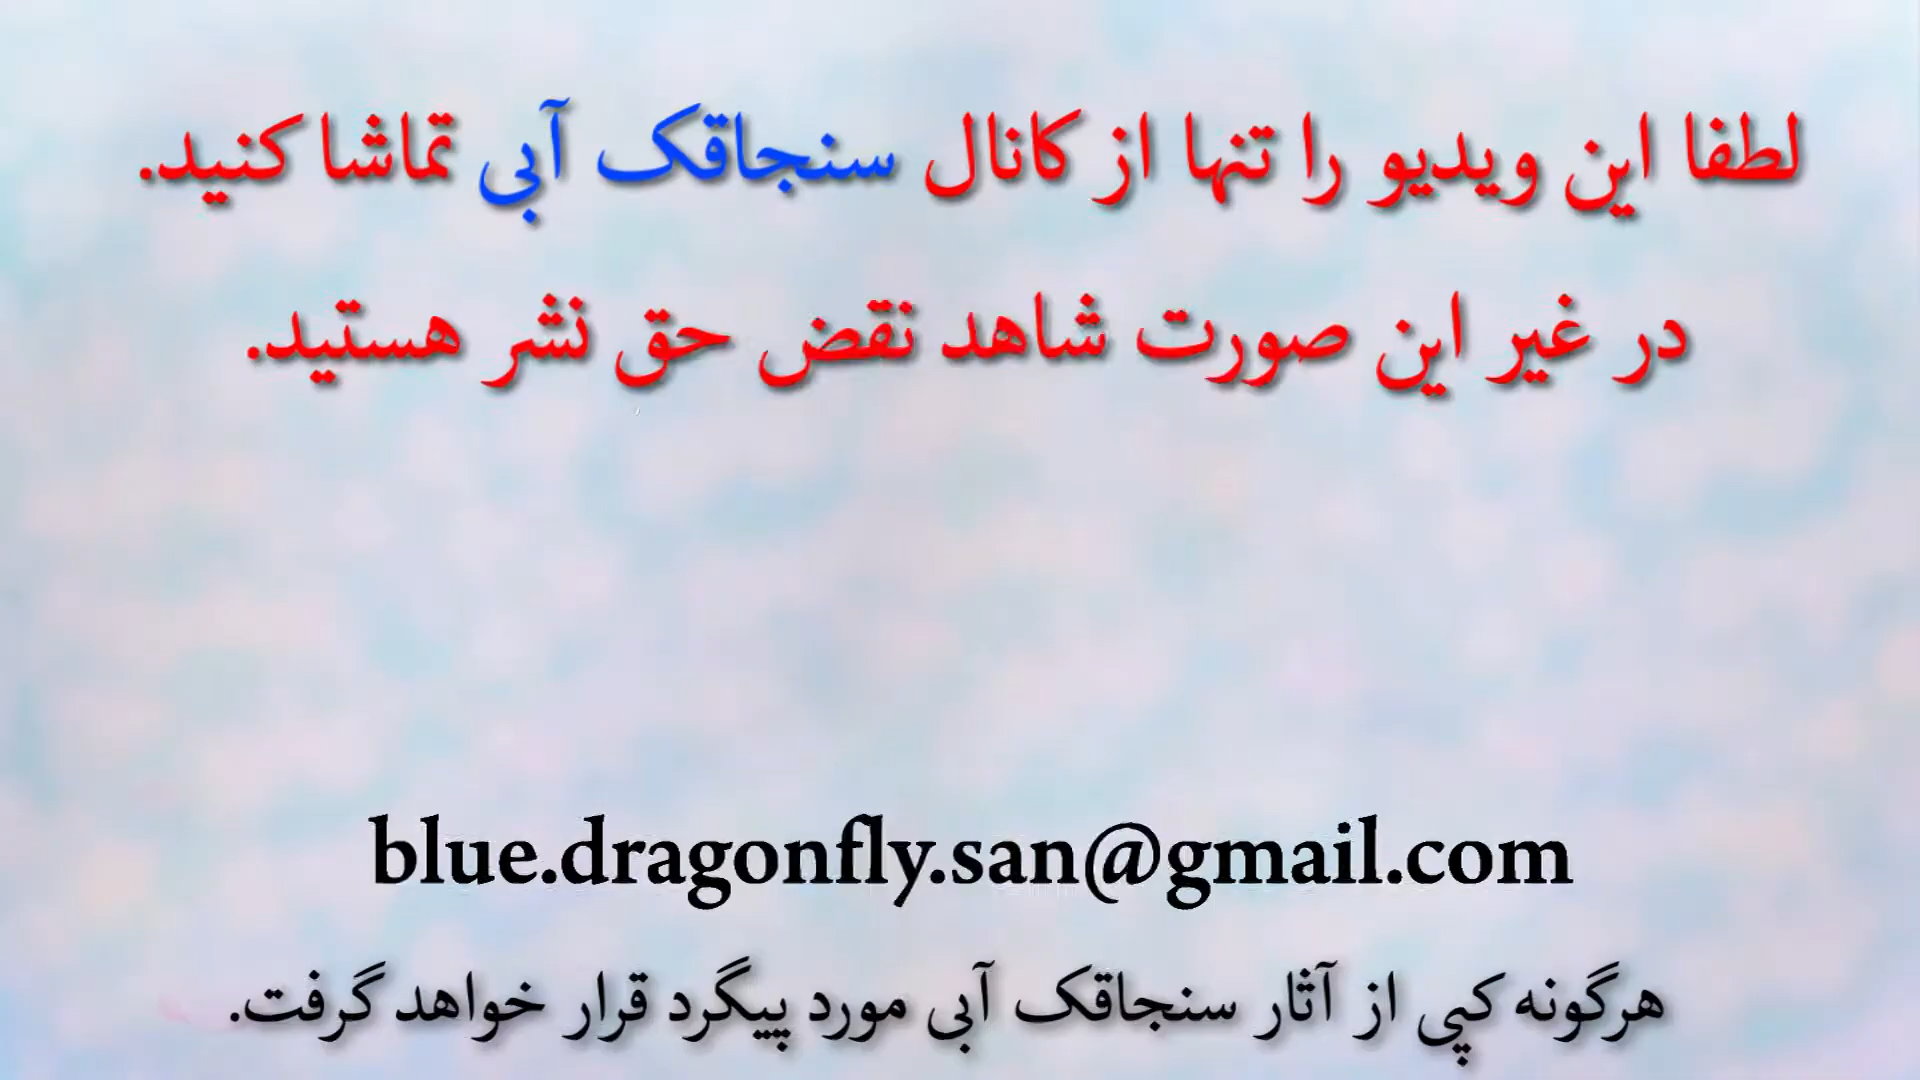 لطفا این ویدیو را تنها از کانال سنجاقک آبی تماشا کنید.
در غیر این صورت شاهد نقض حق نشر هستید.
blue.dragonfly.san@gmail.com
هرگونه کپی از آثار سنجاقک آبی مورد پیگرد قرار خواهد گرفت.